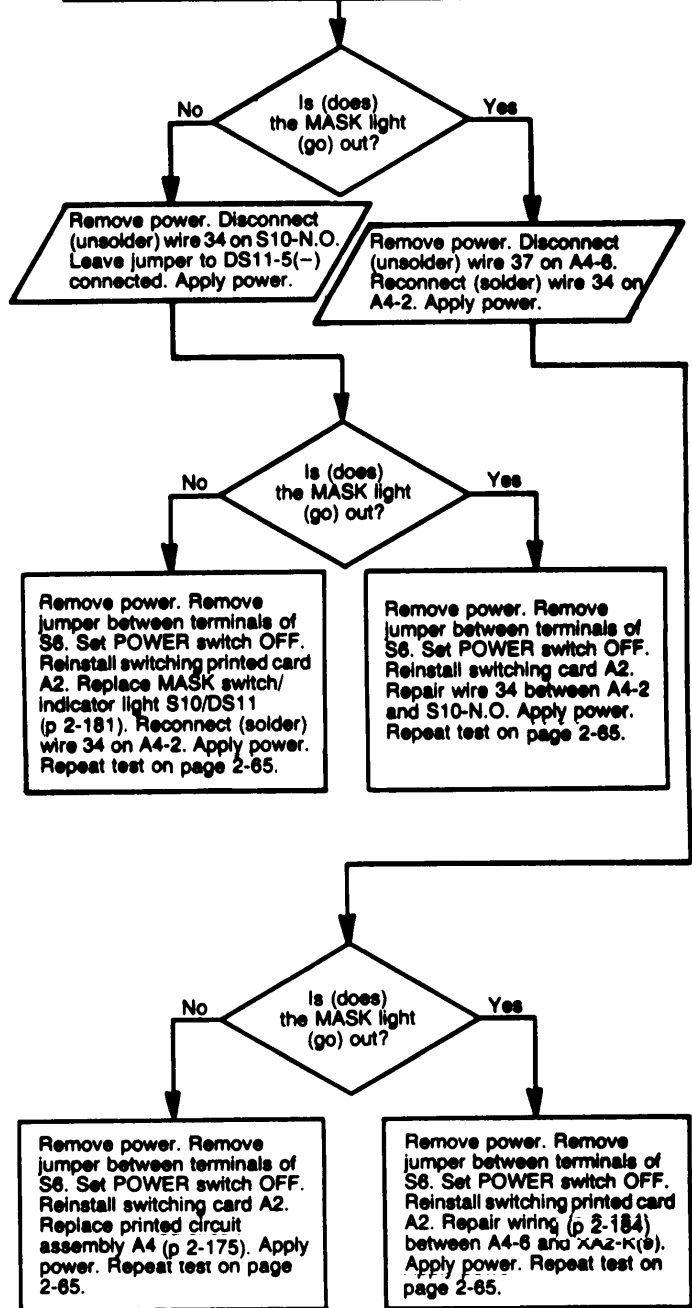 Is (does)
the MASK light
(go) out?
No
Yes
Remove power. Disconnect
(unsolder) wire 34 on S10-N.O.
Leave jumper to DS11-5(–)
connected. Apply power.
Remove power. Disconnect
(unsolder) wire 37 on A4-6.
Reconnect (solder) wire 34 on
A4-2. Apply power.
Is (does)
the MASK light
(go) out?
No
Yes
Remove power. Remove
jumper between terminals of
S6. Set POWER switch OFF.
Reinstall switching printed card
A2. Replace MASK switch/
indicator light S10/DS11
(p 2-181). Reconnect (solder)
wire 34 on A4-2. Apply power.
Repeat test on page 2-65.
Remove power. Remove
jumper between terminals of
S6. Set POWER switch OFF.
Reinstall switching card A2.
Repair wire 34 between A4-2
and S10-N.O. Apply power.
Repeat test on page 2-65.
Is (does)
the MASK light
(go) out?
No
Yes
Remove power. Remove
jumper between terminals of
S6. Set POWER switch OFF.
Reinstall switching card A2.
Replace printed circuit
assembly A4 (p 2-175). Apply
power. Repeat test on page
2-65.
Remove power. Remove
jumper between terminals of
S6. Set POWER switch OFF.
Reinstall switching printed card
A2. Repair wiring (p 2-184)
between A4-6 and XA2-K(9).
Apply power. Repeat test on
page 2-65.